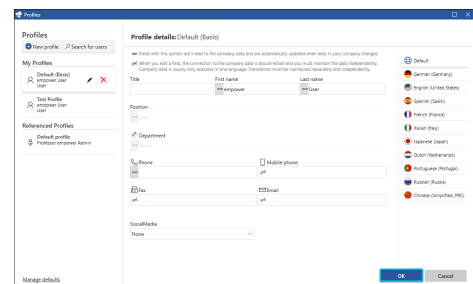 Profiles
Profiles
New profile
Search for users
My Profiles
Default (Basis)
empower User
User
Test Profile
empower User
User
Referenced Profiles
Default profile
Professor empower Admin
Manage defaults
Profile details: Default (Basis)
Fields with this symbol are linked to the company data and are automatically updated when data in your company changes.
When you edit a field, the connection to the company data is disconnected and you must maintain the data independently.
Company data is usually only available in one language. Translations must be maintained separately and independently.
Title
First name
Last name
empower
User
Position
Department
Phone
Mobile phone
Fax
Email
SocialMedia
None
Default
German (Germany)
English (United States)
Spanish (Spain)
French (France)
Italian (Italy)
Japanese (Japan)
Dutch (Netherlands)
Portuguese (Portugal)
Russian (Russia)
Chinese (Simplified, PRC)
OK
Cancel